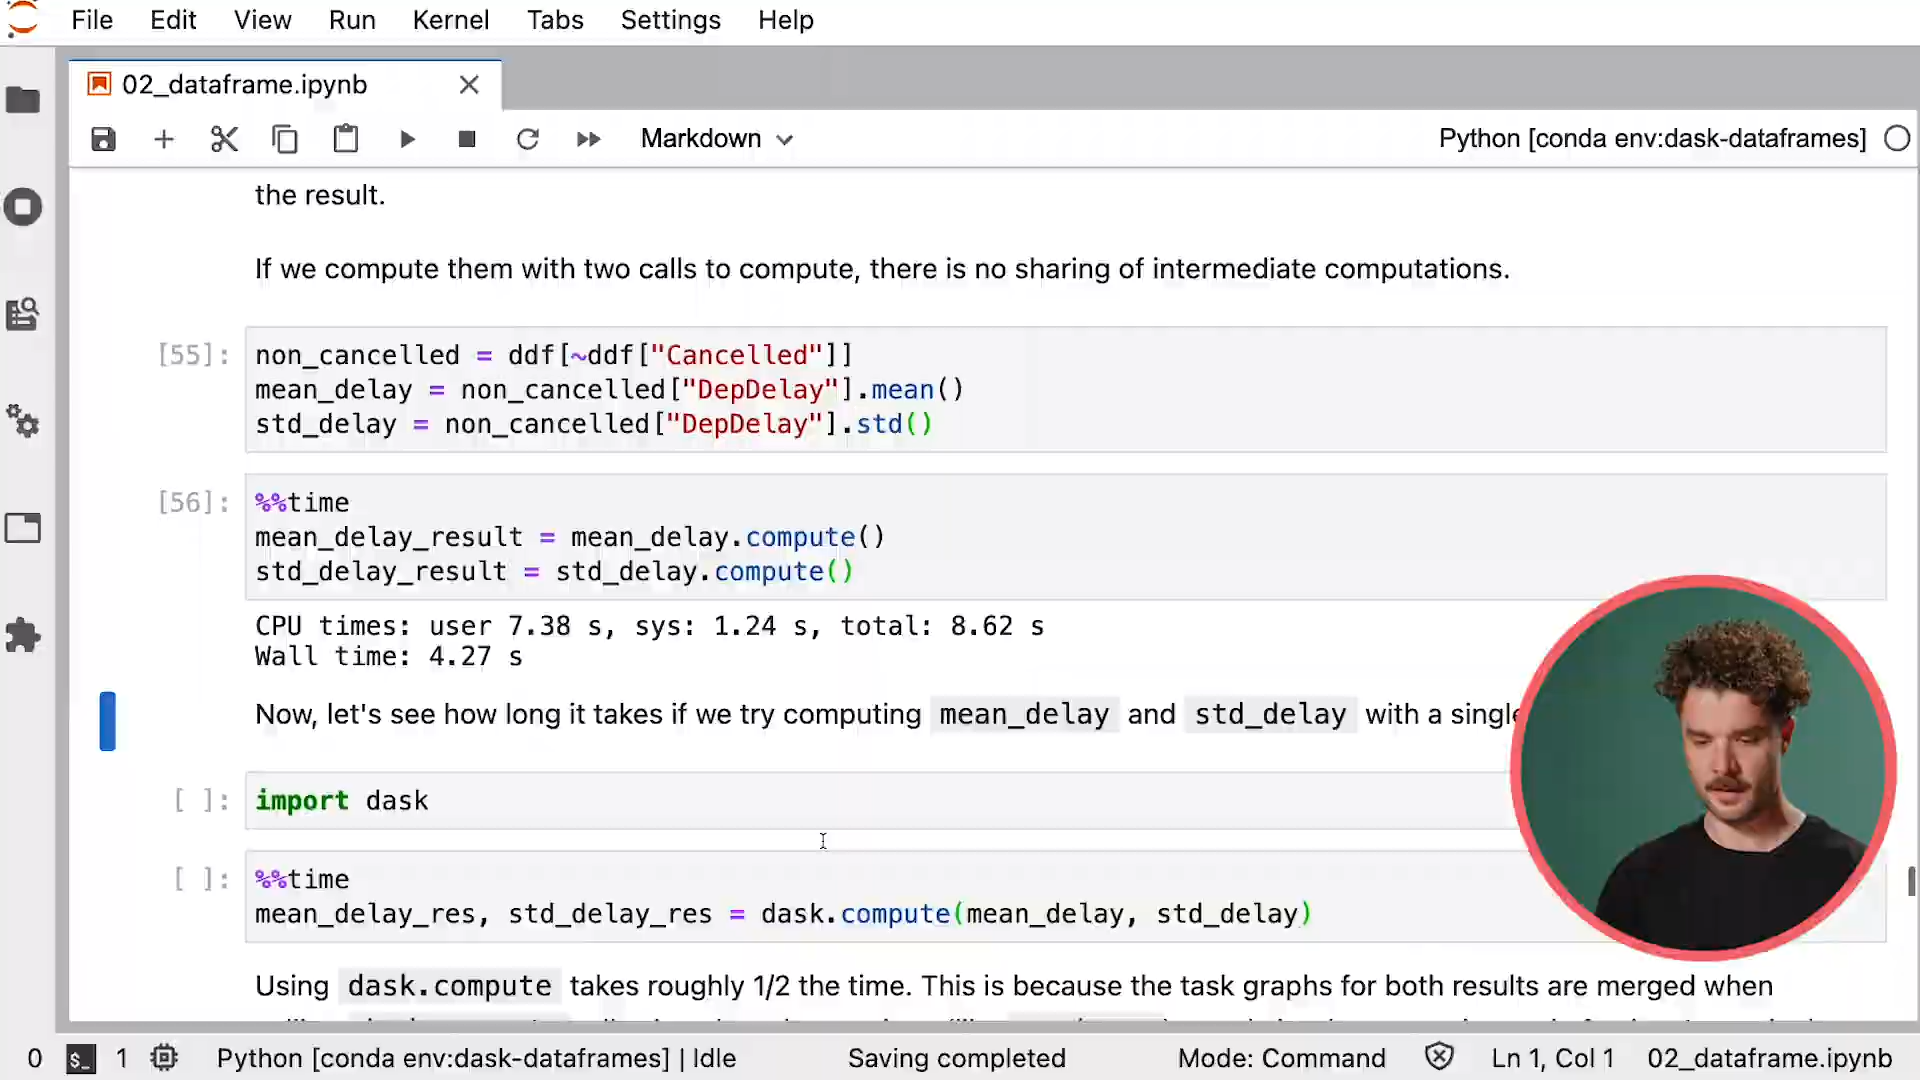 File Edit View Run Kernel Tabs Settings Help
02_dataframe.ipynb
Markdown
Python [conda env:dask-dataframes]
the result.
If we compute them with two calls to compute, there is no sharing of intermediate computations.
[55]:
non_cancelled = ddf[~ddf["Cancelled"]]
mean_delay = non_cancelled["DepDelay"].mean()
std_delay = non_cancelled["DepDelay"].std()
[56]:
%%time
mean_delay_result = mean_delay.compute()
std_delay_result = std_delay.compute()
CPU times: user 7.38 s, sys: 1.24 s, total: 8.62 s
Wall time: 4.27 s
Now, let's see how long it takes if we try computing mean_delay and std_delay with a single
[ ]:
import dask
[ ]:
%%time
mean_delay_res, std_delay_res = dask.compute(mean_delay, std_delay)
Using dask.compute takes roughly 1/2 the time. This is because the task graphs for both results are merged when
0 $_ 1 Python [conda env:dask-dataframes] | Idle Saving completed Mode: Command Ln 1, Col 1 02_dataframe.ipynb